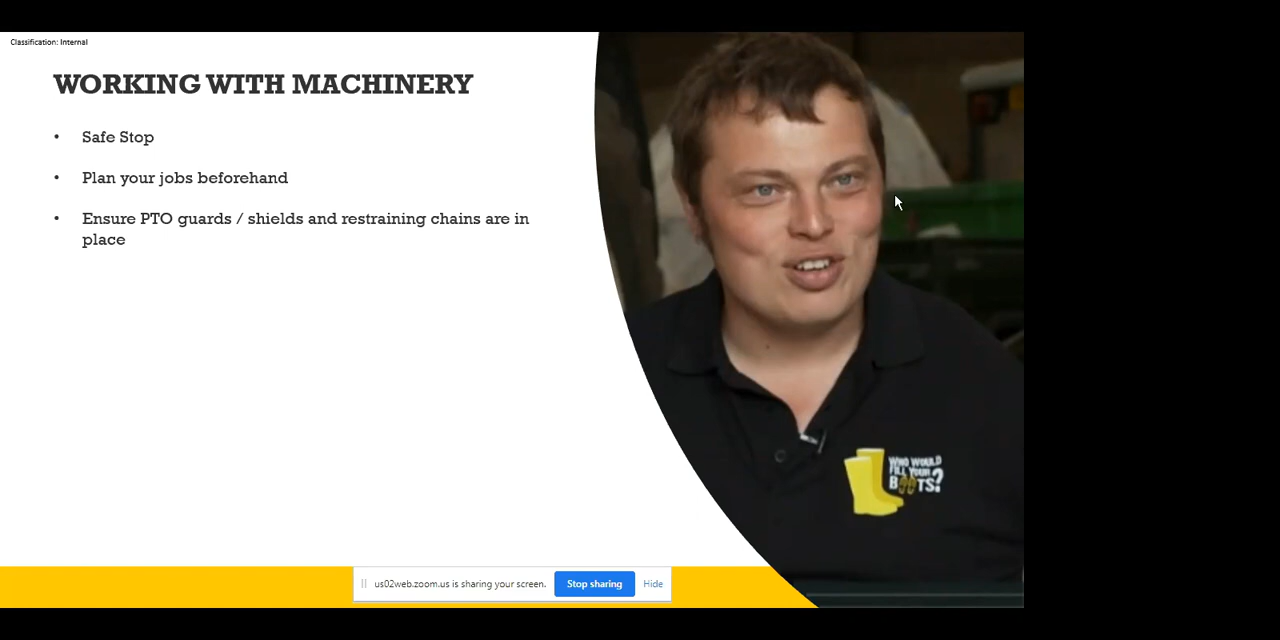 Classification: Internal
WORKING WITH MACHINERY
• Safe Stop
• Plan your jobs beforehand
• Ensure PTO guards / shields and restraining chains are in
place
WHO WOULD
FILL YOUR
BOOTS?
us02web.zoom.us is sharing your screen.
Stop sharing
Hide